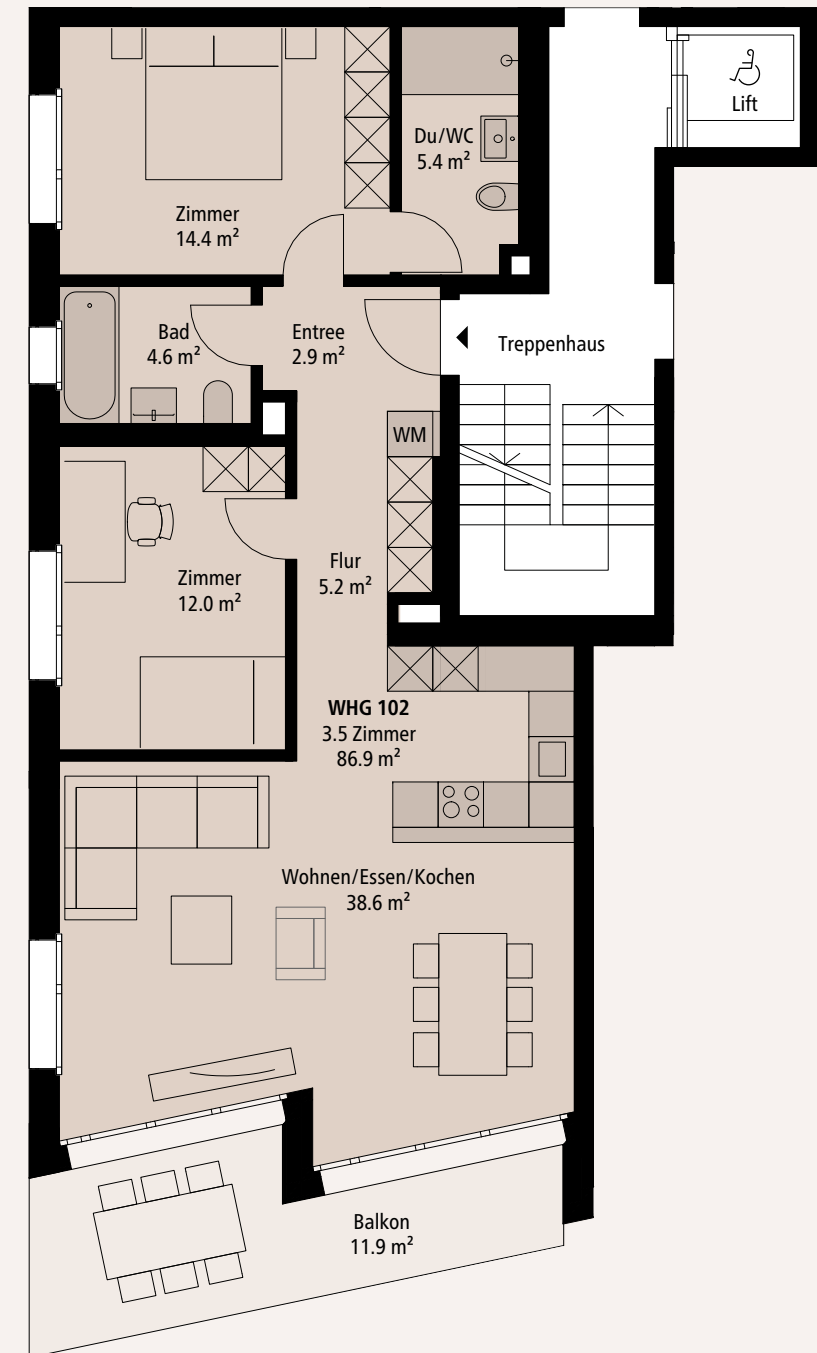 Lift
Du/WC
5.4 m²
Zimmer
14.4 m²
Bad
4.6 m²
Entree
2.9 m²
Treppenhaus
WM
Zimmer
12.0 m²
Flur
5.2 m²
WHG 102
3.5 Zimmer
86.9 m²
Wohnen/Essen/Kochen
38.6 m²
Balkon
11.9 m²